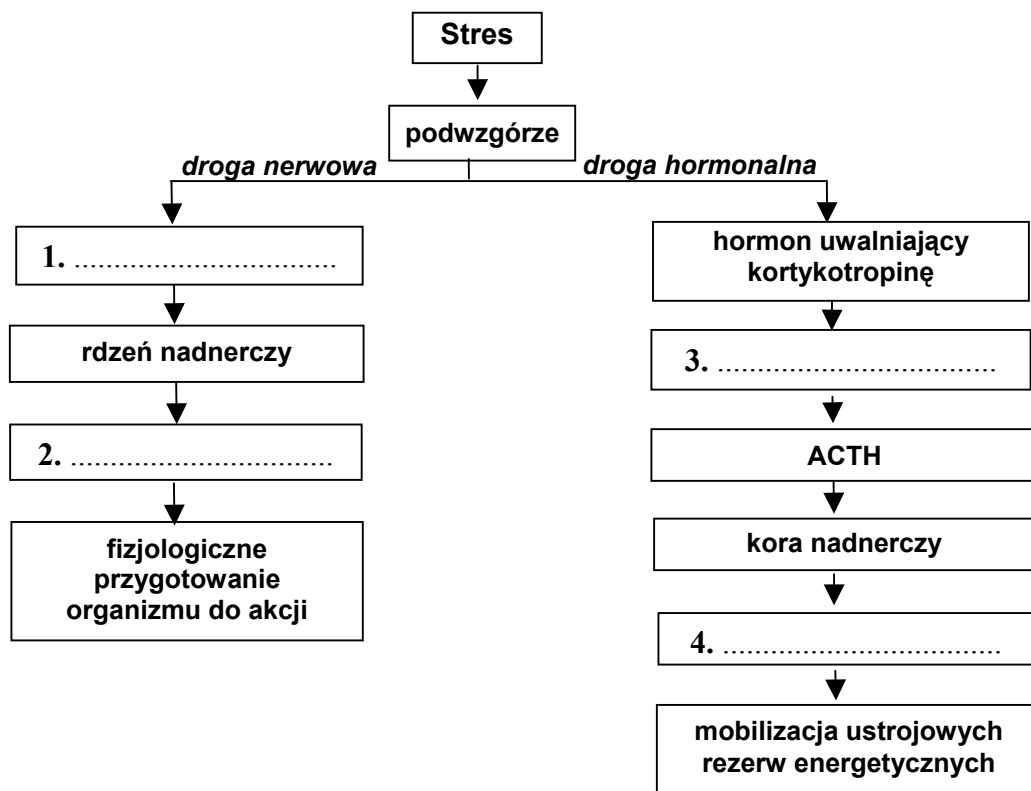 Stres
podwzgórze
droga nerwowa
droga hormonalna
1. ....................................
rdzeń nadnerczy
2. ....................................
fizjologiczne
przygotowanie
organizmu do akcji
hormon uwalniający
kortykotropinę
3. ......................................
ACTH
kora nadnerczy
4. ......................................
mobilizacja ustrojowych
rezerw energetycznych